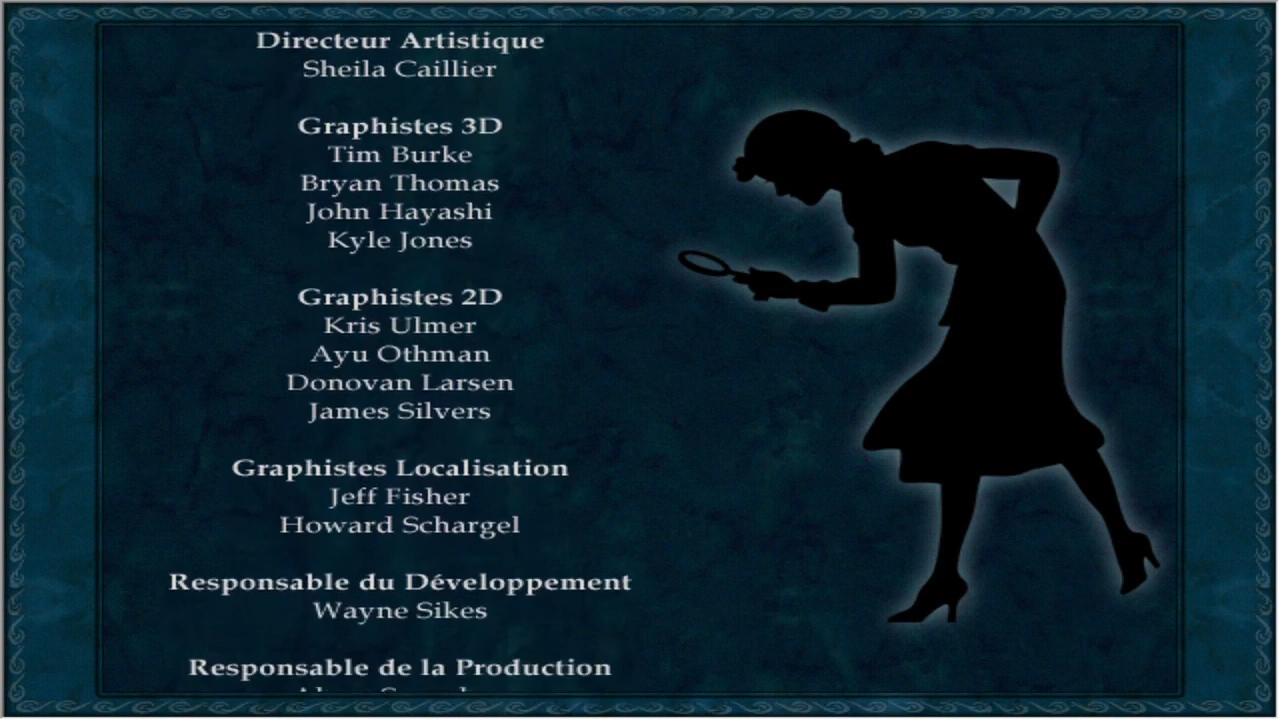 Directeur Artistique
Sheila Caillier
Graphistes 3D
Tim Burke
Bryan Thomas
John Hayashi
Kyle Jones
Graphistes 2D
Kris Ulmer
Ayu Othman
Donovan Larsen
James Silvers
Graphistes Localisation
Jeff Fisher
Howard Schargel
Responsable du Développement
Wayne Sikes
Responsable de la Production